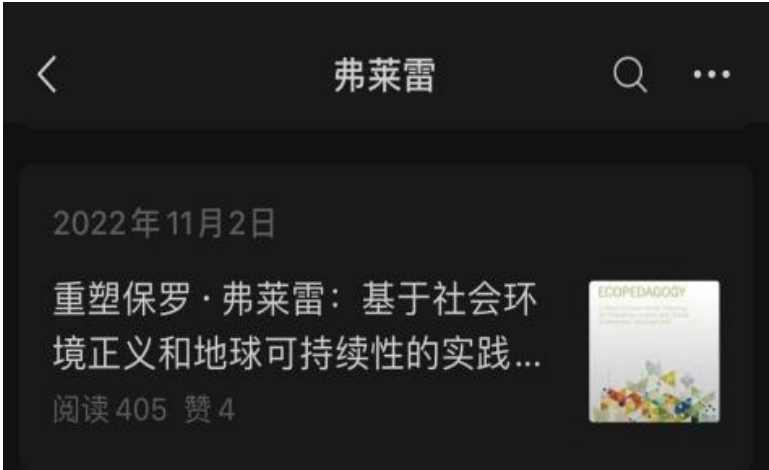 弗莱雷
2022年11月2日
重塑保罗·弗莱雷：基于社会环
境正义和地球可持续性的实践...
阅读 405 赞 4
ECOPEDAGOGY